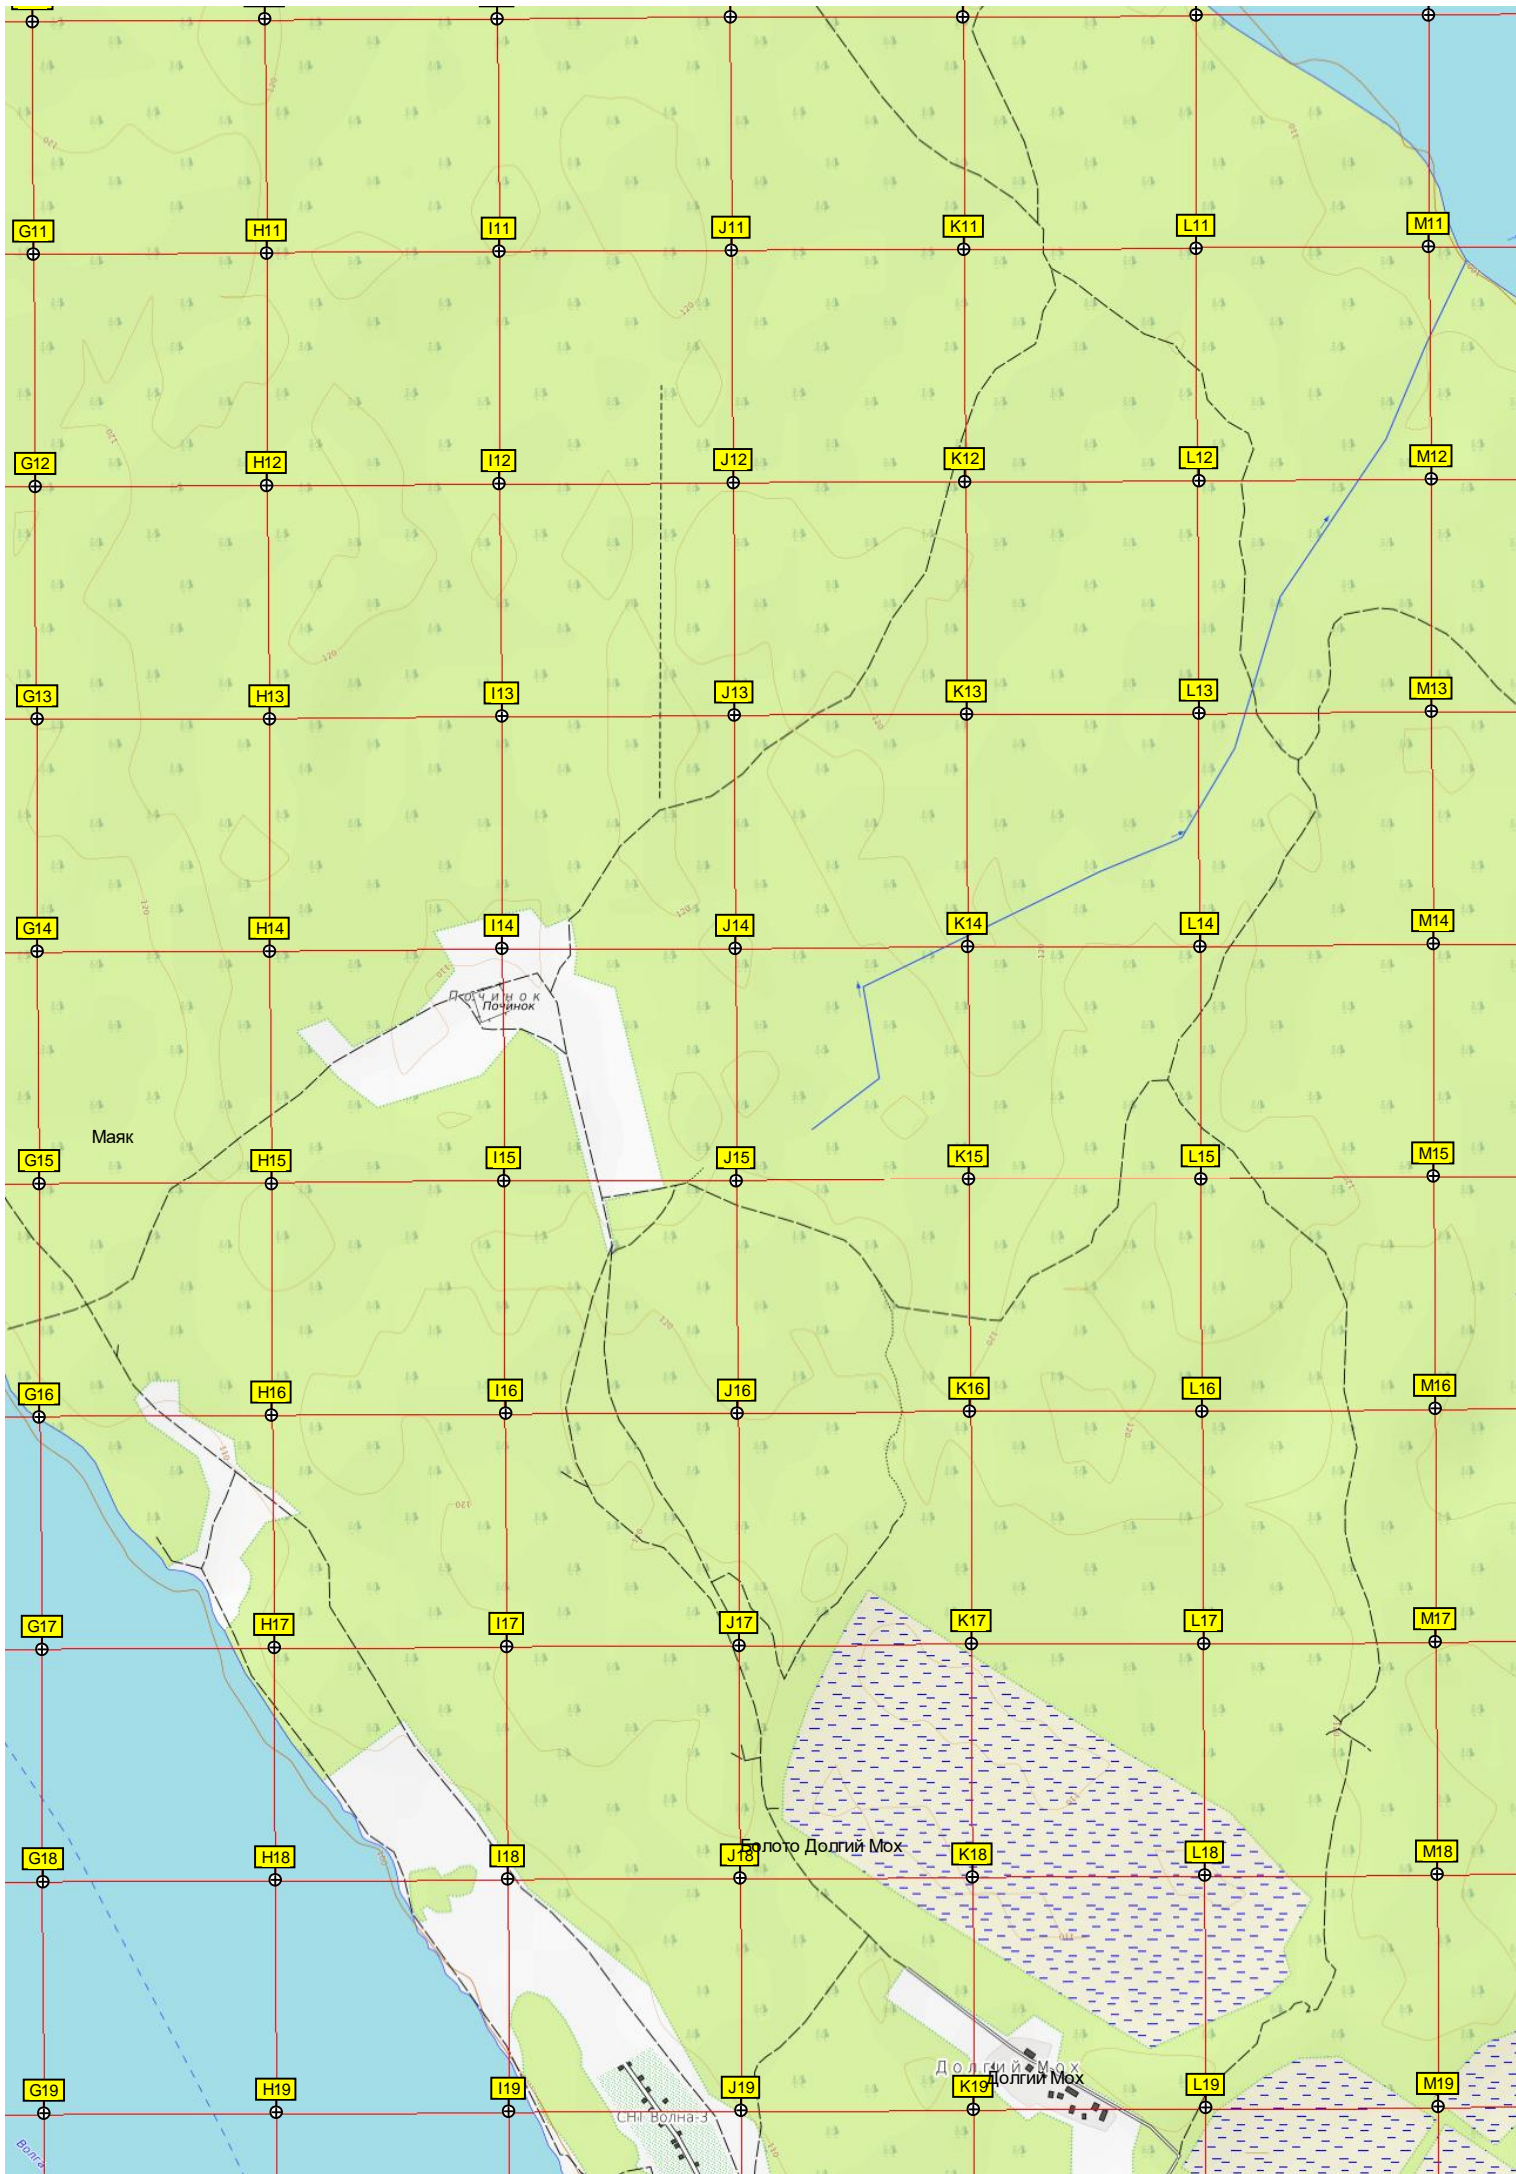 G11 H11 I11 J11 K11 L11 M11
G12 H12 I12 J12 K12 L12 M12
G13 H13 I13 J13 K13 L13 M13
G14 H14 I14 J14 K14 L14 M14
Починок
Починок
Маяк
G15 H15 I15 J15 K15 L15 M15
G16 H16 I16 J16 K16 L16 M16
G17 H17 I17 J17 K17 L17 M17
Болото Долгий Мох
G18 H18 I18 J18 K18 L18 M18
Долгий Мох
Долгий Мох
G19 H19 I19 J19 K19 L19 M19
СНТ Волна-3
Волга